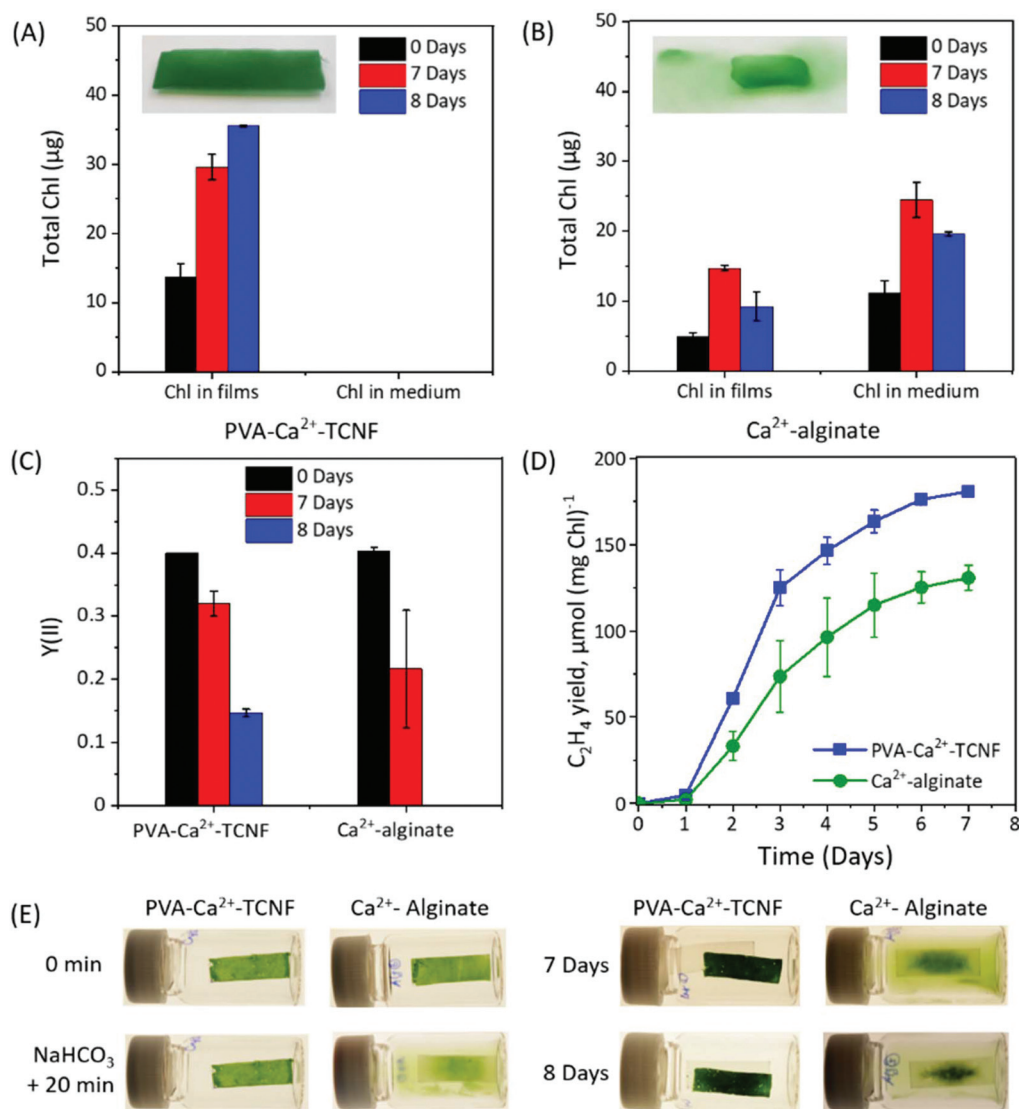 (A)
50
40
30
20
10
0
Total Chl (µg)
0 Days
7 Days
8 Days
Chl in films
Chl in medium
PVA-Ca²⁺-TCNF
(B)
50
40
30
20
10
0
Total Chl (µg)
0 Days
7 Days
8 Days
Chl in films
Chl in medium
Ca²⁺-alginate
(C)
0.5
0.4
0.3
0.2
0.1
0
Y(II)
0 Days
7 Days
8 Days
PVA-Ca²⁺-TCNF
Ca²⁺-alginate
(D)
200
150
100
50
0
C₂H₄ yield, µmol (mg Chl)⁻¹
PVA-Ca²⁺-TCNF
Ca²⁺-alginate
0 1 2 3 4 5 6 7 8
Time (Days)
(E)
PVA-Ca²⁺-TCNF
Ca²⁺- Alginate
PVA-Ca²⁺-TCNF
Ca²⁺- Alginate
0 min
7 Days
NaHCO₃
+ 20 min
8 Days